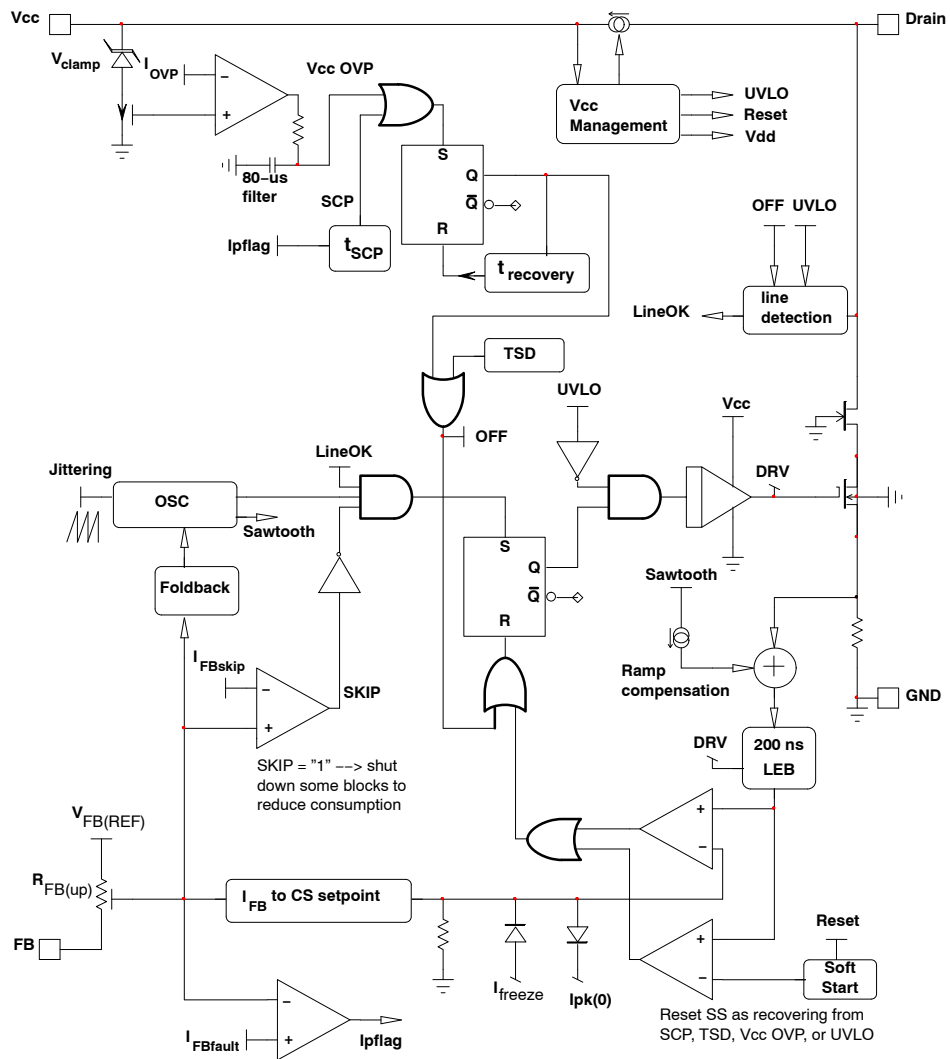 Vcc
Drain
Vclamp
IOVP
−
+
Vcc OVP
80−us
filter
SCP
Ipflag
tSCP
S
Q
Q
R
trecovery
Vcc
Management
UVLO
Reset
Vdd
OFF UVLO
LineOK
line
detection
TSD
OFF
UVLO
Vcc
DRV
LineOK
Jittering
OSC
Sawtooth
Foldback
S
Q
Q
R
IFBskip
−
+
SKIP
SKIP = ”1” −−> shut
down some blocks to
reduce consumption
Sawtooth
Ramp
compensation
+
GND
DRV
200 ns
LEB
VFB(REF)
RFB(up)
FB
IFB to CS setpoint
+
−
Ifreeze
Ipk(0)
+
−
Reset
Soft
Start
Reset SS as recovering from
SCP, TSD, Vcc OVP, or UVLO
IFBfault
−
+
Ipflag